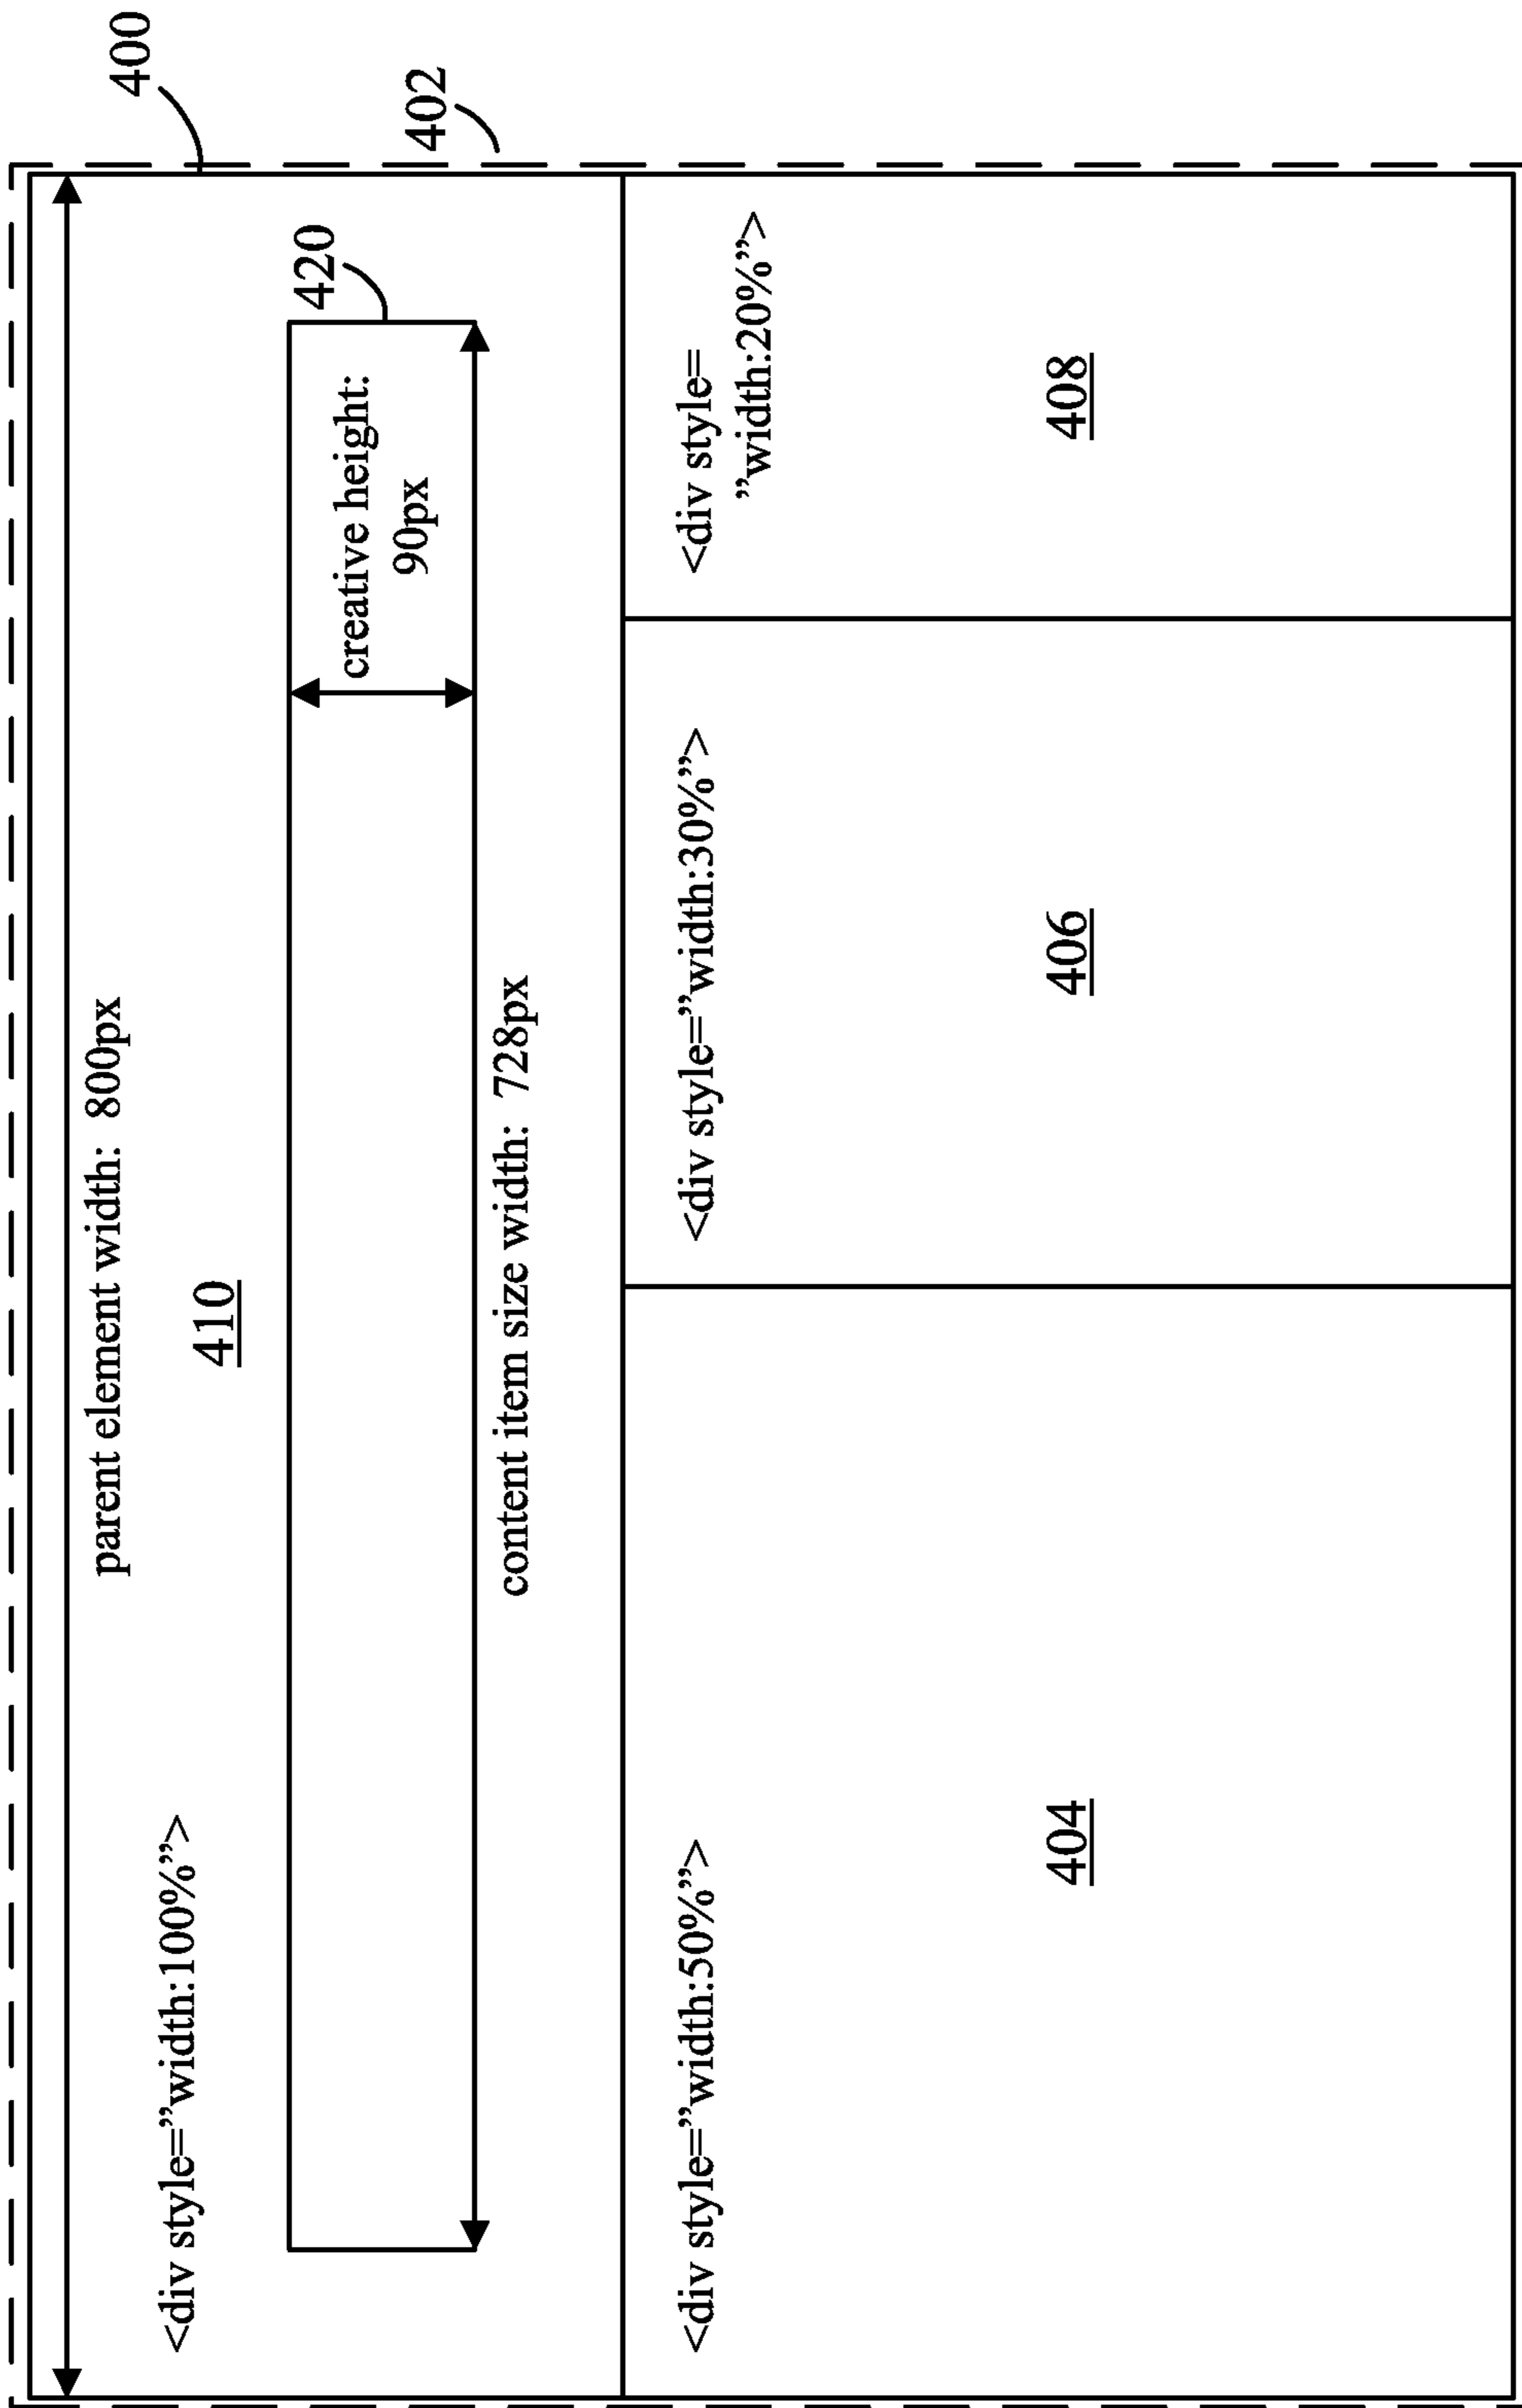 400
402
parent element width:  800px
<div style=”width:100%”>
410
420
creative height:
90px
content item size width:  728px
<div style=”width:50%”>
<div style=”width:30%”>
<div style=
”width:20%”>
404
406
408